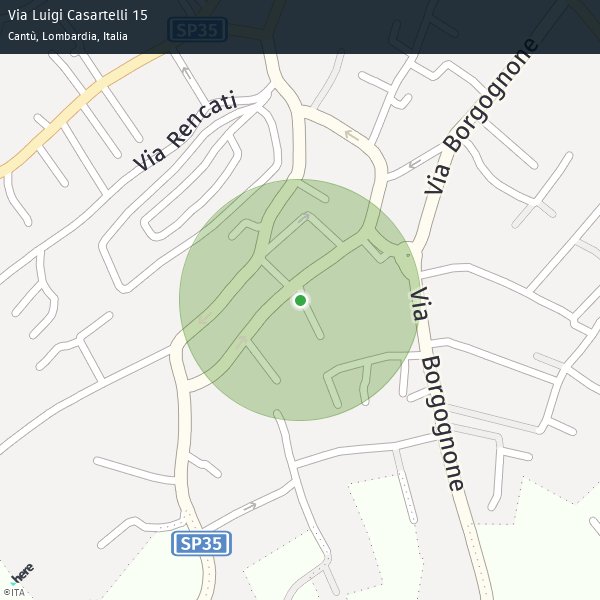 Via Luigi Casartelli 15
Cantù, Lombardia, Italia
SP35
Via Rencati
Via Borgognone
Via Borgognone
SP35
here
©ITA